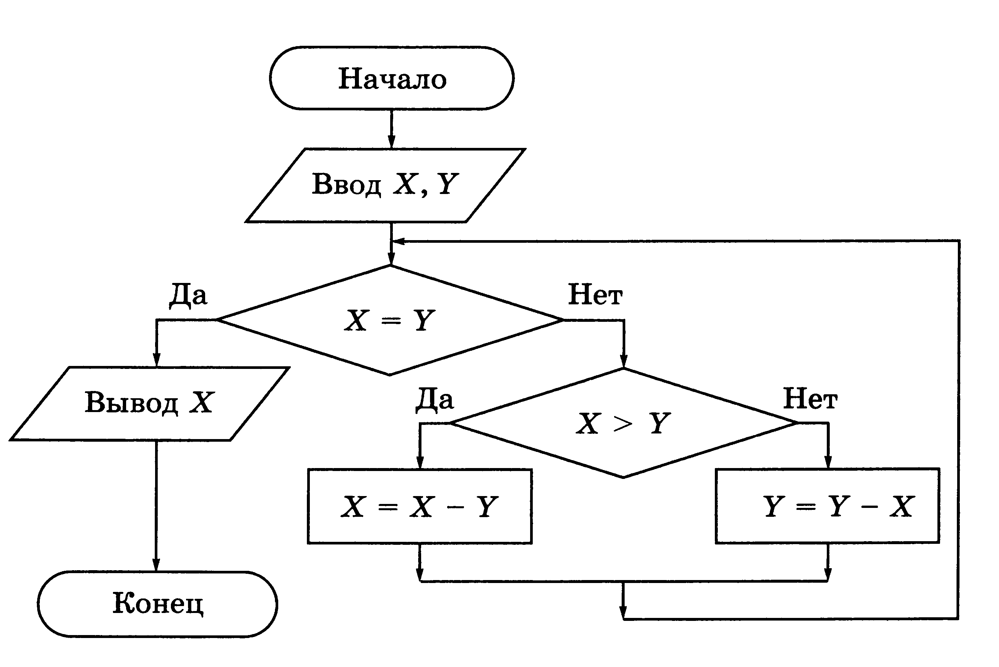 Начало
Ввод X, Y
Да
Нет
X = Y
Вывод X
Да
Нет
X > Y
X = X − Y
Y = Y − X
Конец